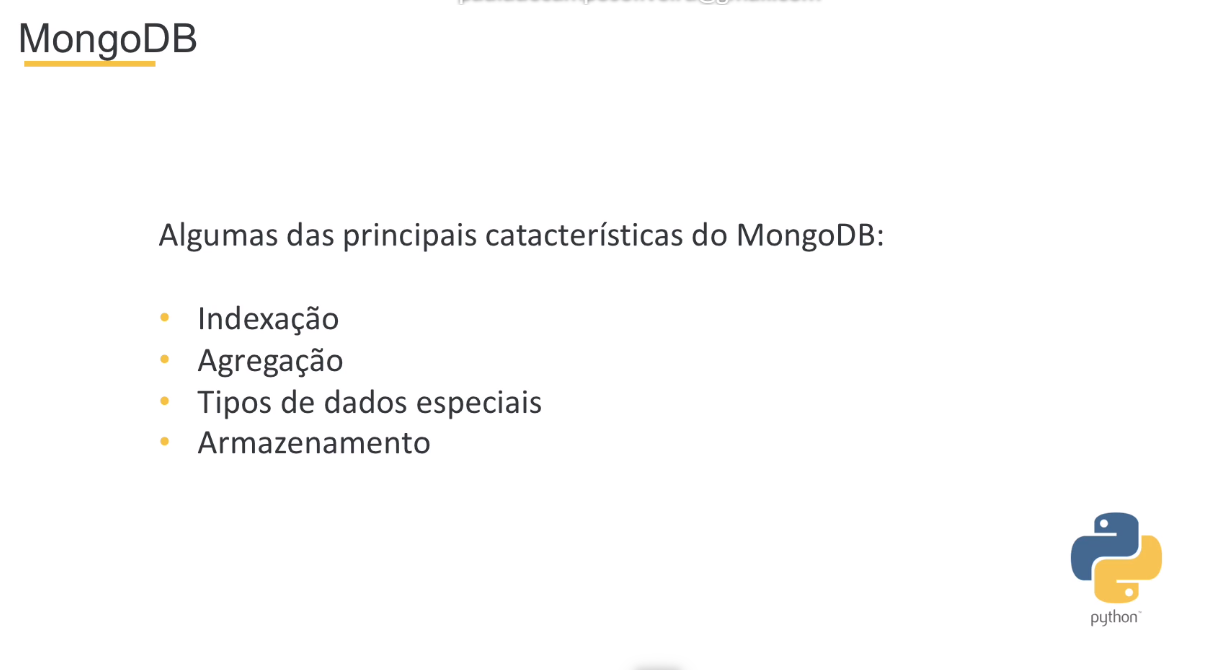 MongoDB
Algumas das principais catacterísticas do MongoDB:
• Indexação
• Agregação
• Tipos de dados especiais
• Armazenamento
python